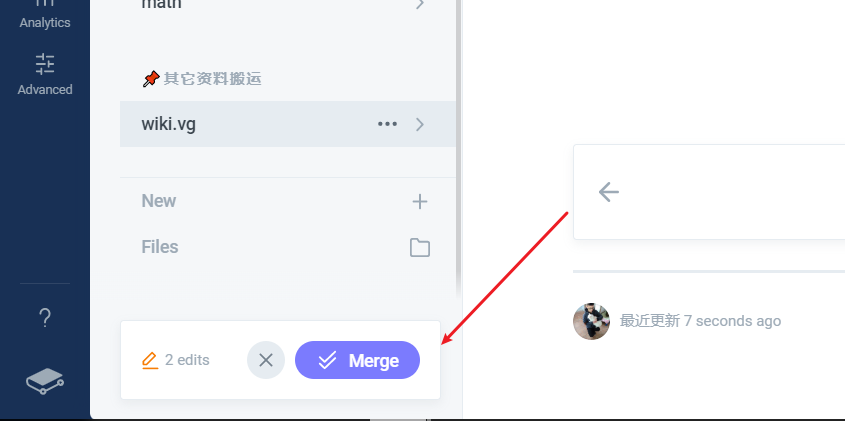 Analytics
Advanced
math
其它资料搬运
wiki.vg
New
Files
2 edits
Merge
最近更新 7 seconds ago